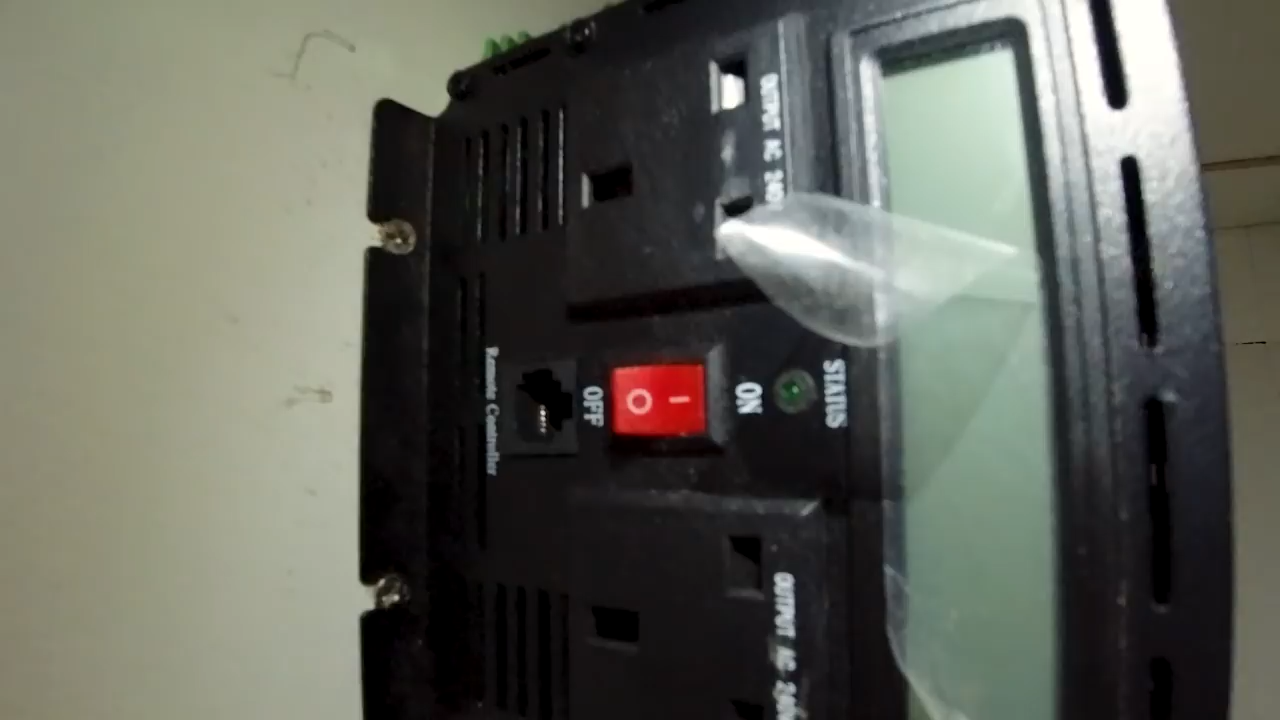 OUTPUT AC 240
STATUS
ON
OFF
Remote Controller
OUTPUT AC 240